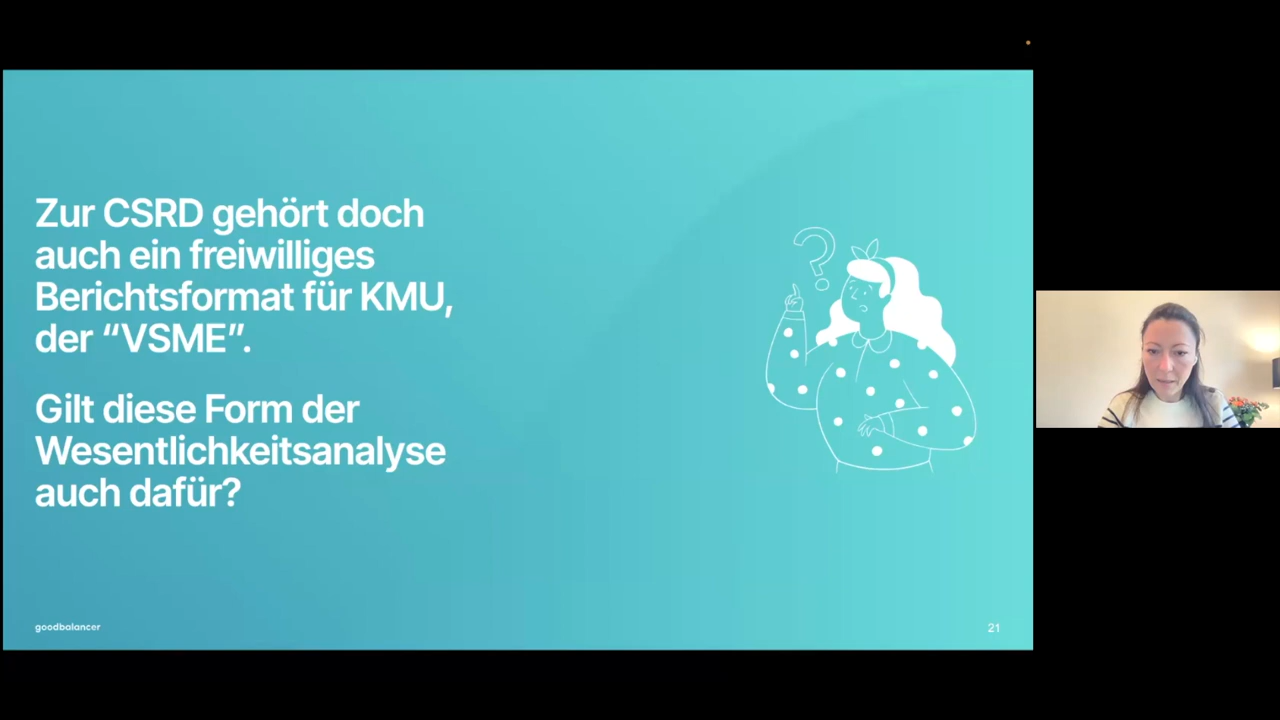 Zur CSRD gehört doch
auch ein freiwilliges
Berichtsformat für KMU,
der “VSME”.
Gilt diese Form der
Wesentlichkeitsanalyse
auch dafür?
goodbalancer
21